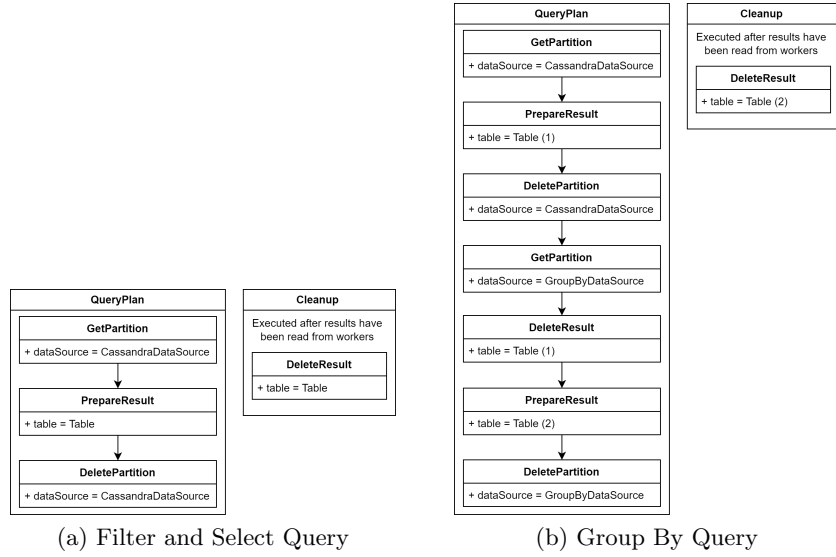 QueryPlan
GetPartition
+ dataSource = CassandraDataSource
PrepareResult
+ table = Table
DeletePartition
+ dataSource = CassandraDataSource
Cleanup
Executed after results have
been read from workers
DeleteResult
+ table = Table
(a) Filter and Select Query
QueryPlan
GetPartition
+ dataSource = CassandraDataSource
PrepareResult
+ table = Table (1)
DeletePartition
+ dataSource = CassandraDataSource
GetPartition
+ dataSource = GroupByDataSource
DeleteResult
+ table = Table (1)
PrepareResult
+ table = Table (2)
DeletePartition
+ dataSource = GroupByDataSource
Cleanup
Executed after results have
been read from workers
DeleteResult
+ table = Table (2)
(b) Group By Query